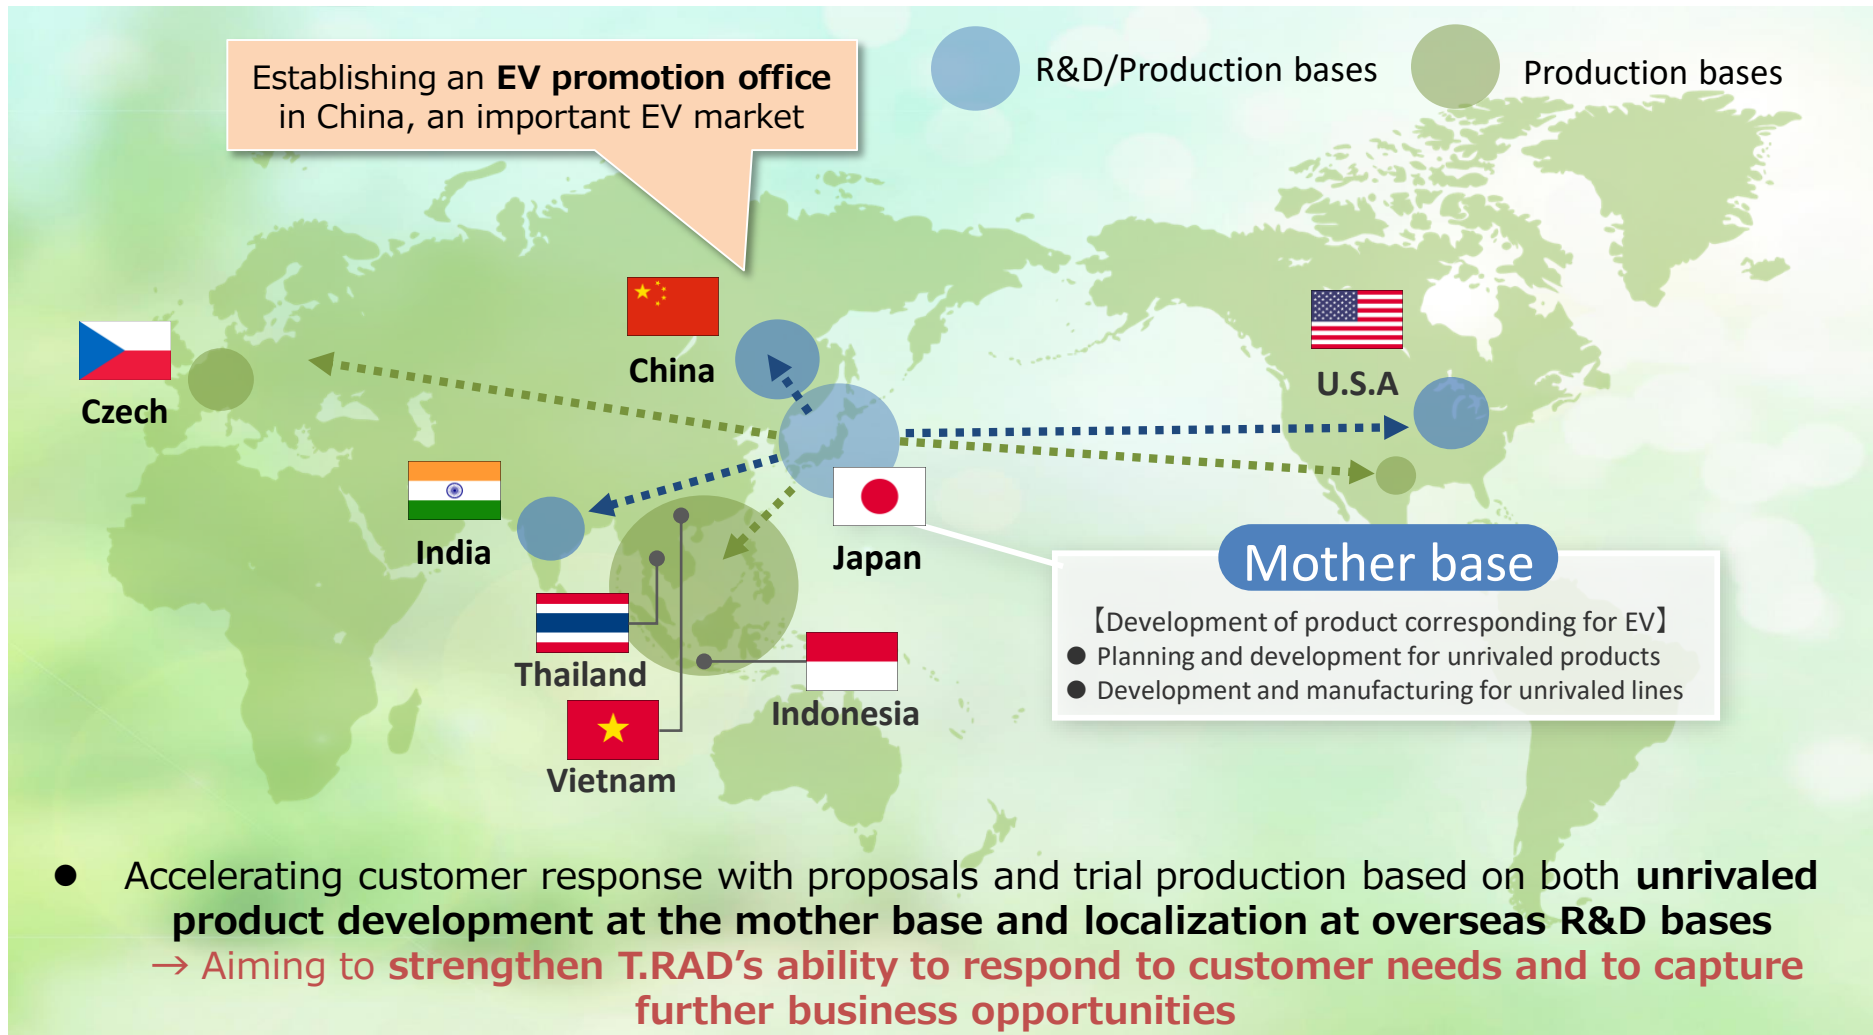 Establishing an EV promotion office
in China, an important EV market
R&D/Production bases
Production bases
China
U.S.A
Czech
India
Japan
Thailand
Indonesia
Vietnam
Mother base
【Development of product corresponding for EV】
● Planning and development for unrivaled products
● Development and manufacturing for unrivaled lines
● Accelerating customer response with proposals and trial production based on both unrivaled
product development at the mother base and localization at overseas R&D bases
→ Aiming to strengthen T.RAD’s ability to respond to customer needs and to capture
further business opportunities